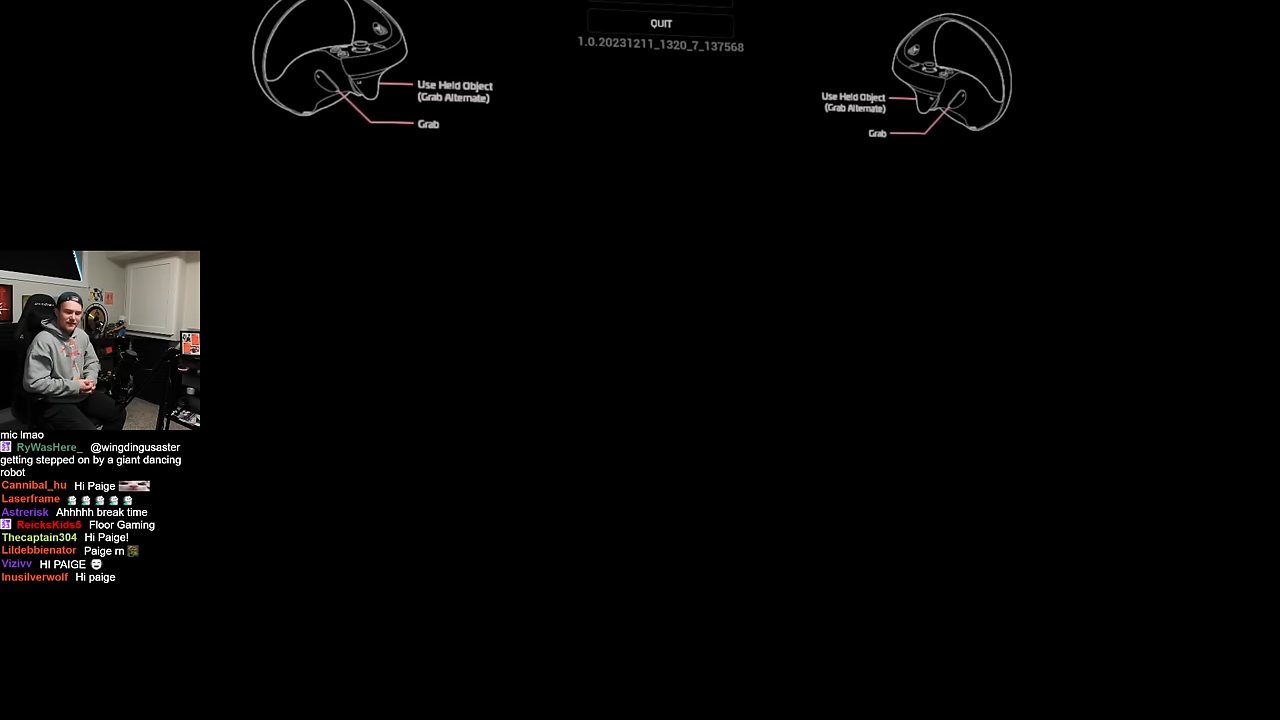 QUIT
1.0.20231211_1320_7_137568
Use Held Object
(Grab Alternate)
Grab
Use Held Object
(Grab Alternate)
Grab
mic lmao
RyWasHere_ @wingdingusaster
getting stepped on by a giant dancing
robot
Cannibal_hu Hi Paige
Laserframe
Astrerisk Ahhhhh break time
ReicksKids5 Floor Gaming
Thecaptain304 Hi Paige!
Lildebbienator Paige rn
Vizivv HI PAIGE
Inusilverwolf Hi paige